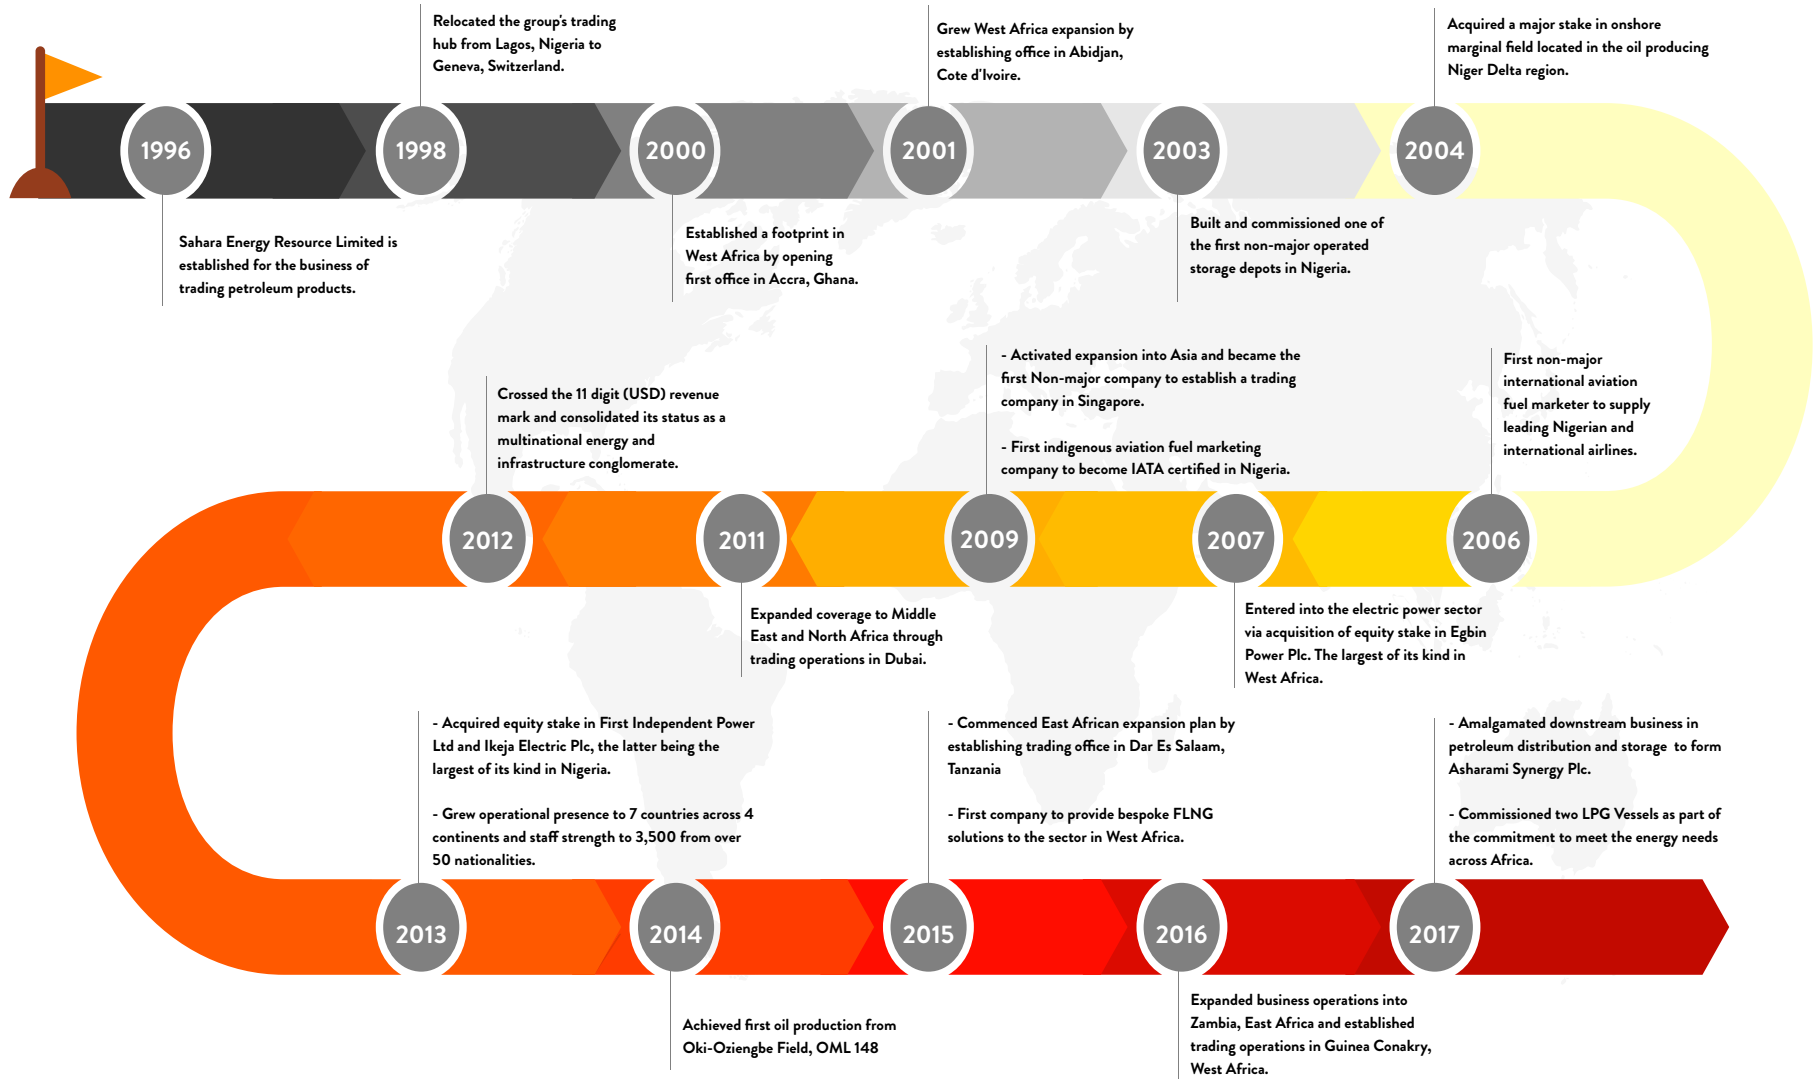 1996
Sahara Energy Resource Limited is
established for the business of
trading petroleum products.
Relocated the group's trading
hub from Lagos, Nigeria to
Geneva, Switzerland.
1998
2000
Established a footprint in
West Africa by opening
first office in Accra, Ghana.
Grew West Africa expansion by
establishing office in Abidjan,
Cote d'Ivoire.
2001
2003
Built and commissioned one of
the first non-major operated
storage depots in Nigeria.
Acquired a major stake in onshore
marginal field located in the oil producing
Niger Delta region.
2004
First non-major
international aviation
fuel marketer to supply
leading Nigerian and
international airlines.
2006
2007
Entered into the electric power sector
via acquisition of equity stake in Egbin
Power Plc. The largest of its kind in
West Africa.
- Activated expansion into Asia and became the
first Non-major company to establish a trading
company in Singapore.
- First indigenous aviation fuel marketing
company to become IATA certified in Nigeria.
2009
2011
Expanded coverage to Middle
East and North Africa through
trading operations in Dubai.
Crossed the 11 digit (USD) revenue
mark and consolidated its status as a
multinational energy and
infrastructure conglomerate.
2012
- Acquired equity stake in First Independent Power
Ltd and Ikeja Electric Plc, the latter being the
largest of its kind in Nigeria.
- Grew operational presence to 7 countries across 4
continents and staff strength to 3,500 from over
50 nationalities.
2013
2014
Achieved first oil production from
Oki-Oziengbe Field, OML 148
- Commenced East African expansion plan by
establishing trading office in Dar Es Salaam,
Tanzania
- First company to provide bespoke FLNG
solutions to the sector in West Africa.
2015
2016
Expanded business operations into
Zambia, East Africa and established
trading operations in Guinea Conakry,
West Africa.
- Amalgamated downstream business in
petroleum distribution and storage to form
Asharami Synergy Plc.
- Commissioned two LPG Vessels as part of
the commitment to meet the energy needs
across Africa.
2017